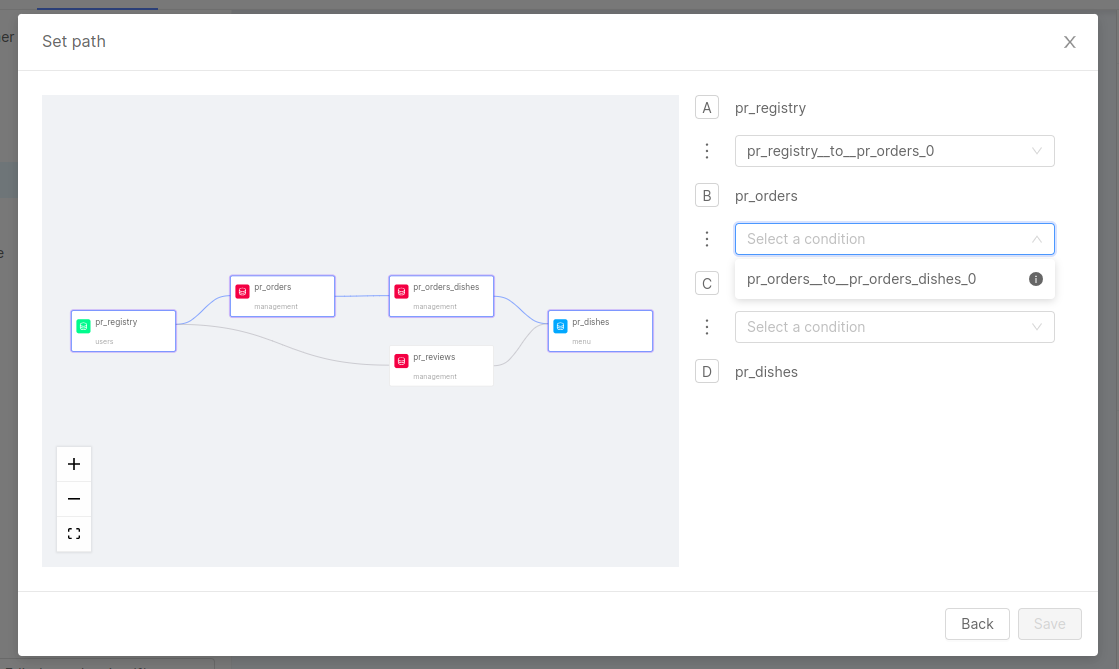 er
Set path
A pr_registry
pr_registry__to__pr_orders_0
B pr_orders
Select a condition
pr_orders__to__pr_orders_dishes_0
C
Select a condition
D pr_dishes
pr_orders
management
pr_orders_dishes
management
pr_registry
users
pr_dishes
menu
pr_reviews
management
e
Back
Save